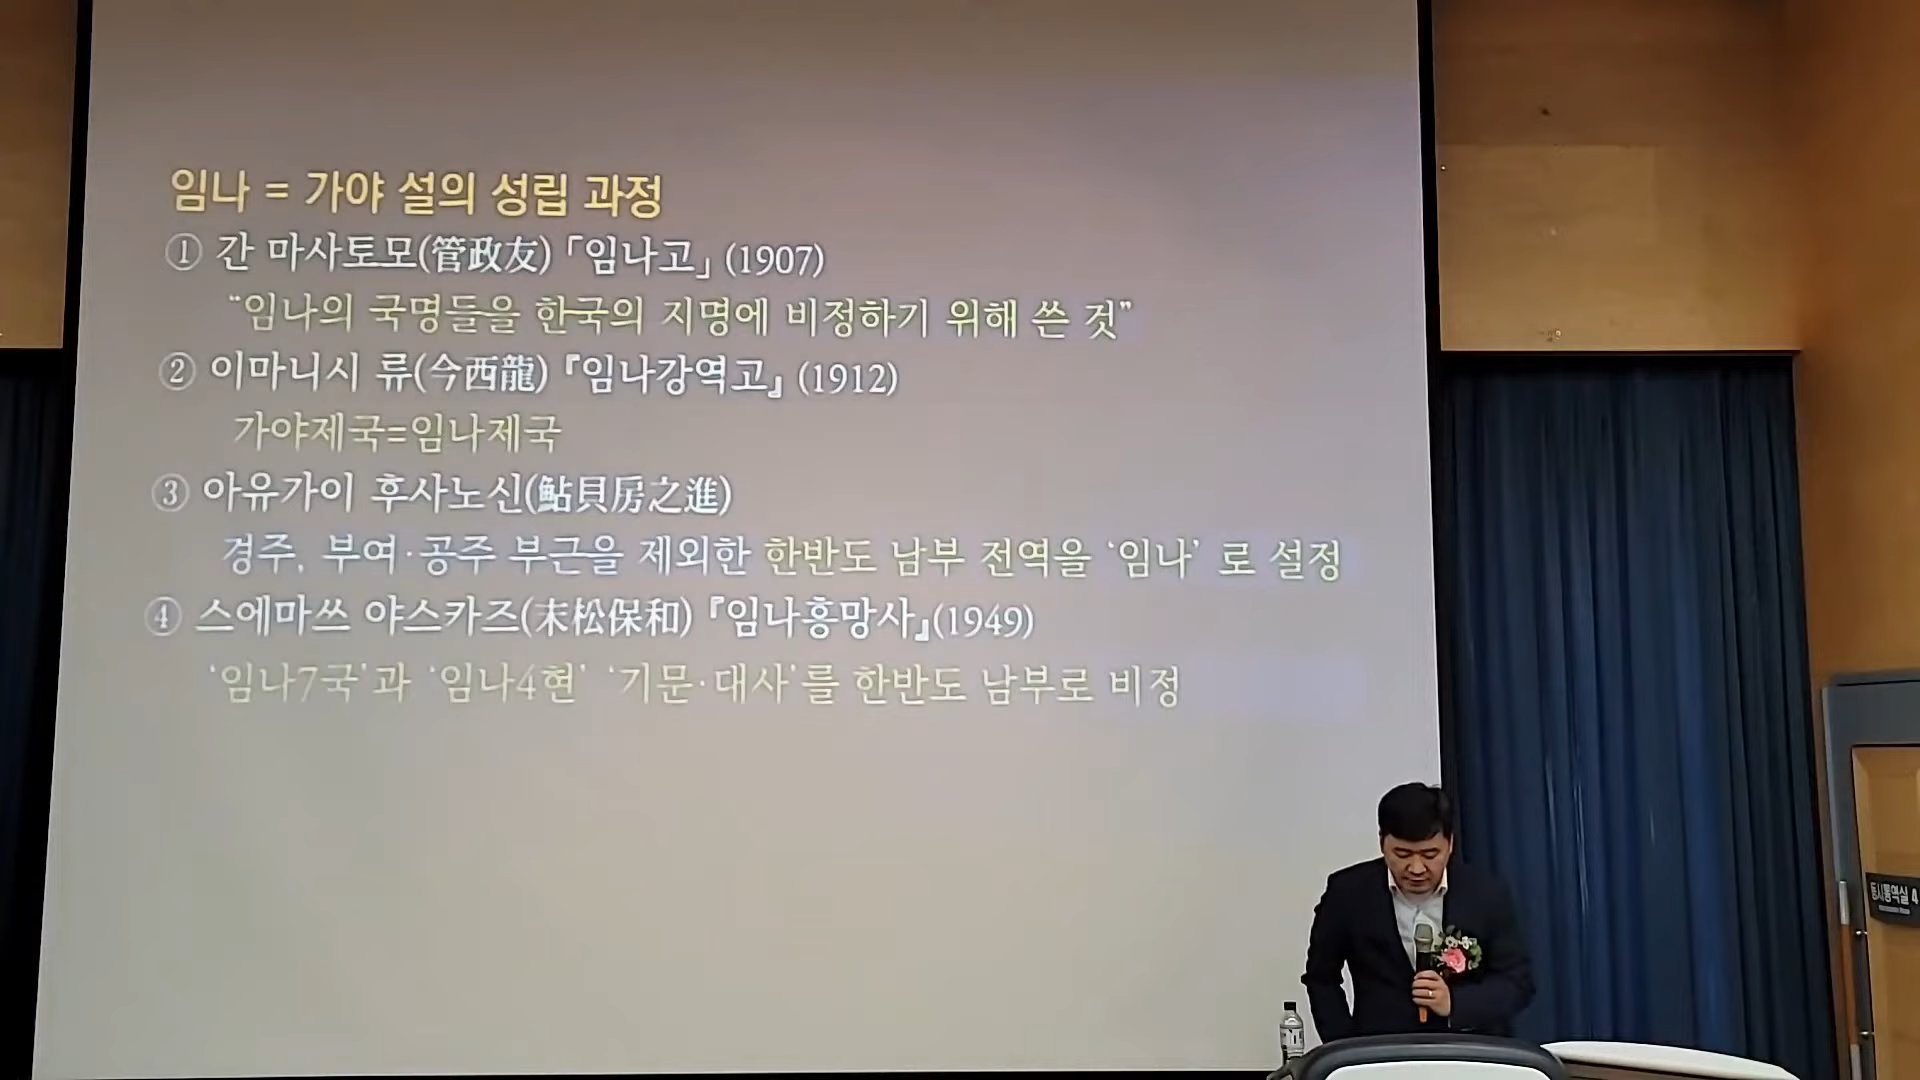 임나 = 가야 설의 성립 과정
① 간 마사토모(管政友) 「임나고」 (1907)
“임나의 국명들을 한국의 지명에 비정하기 위해 쓴 것”
② 이마니시 류(今西龍) 『임나강역고』 (1912)
가야제국=임나제국
③ 아유가이 후사노신(鮎貝房之進)
경주, 부여·공주 부근을 제외한 한반도 남부 전역을 ‘임나’ 로 설정
④ 스에마쓰 야스카즈(末松保和) 『임나흥망사』(1949)
‘임나7국’과 ‘임나4현’ ‘기문·대사’를 한반도 남부로 비정
동시통역실 4